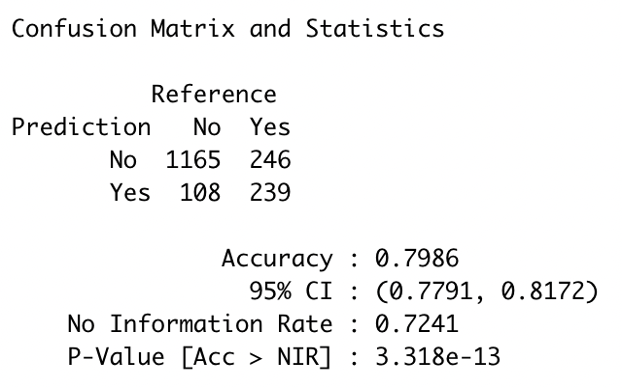 Confusion Matrix and Statistics
Reference
Prediction No Yes
No 1165 246
Yes 108 239
Accuracy : 0.7986
95% CI : (0.7791, 0.8172)
No Information Rate : 0.7241
P-Value [Acc > NIR] : 3.318e-13